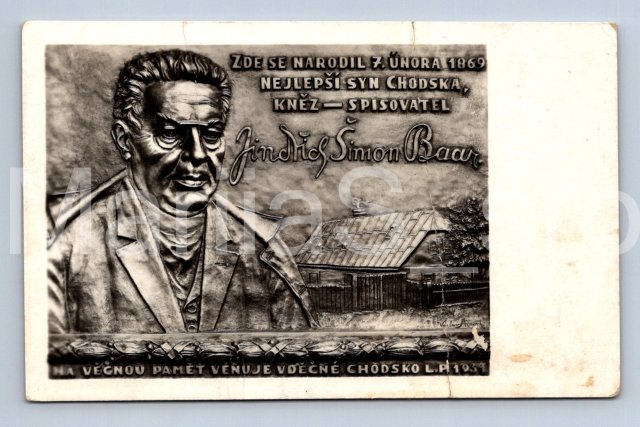 ZDE SE NARODIL 7. ÚNORA 1869
NEJLEPŠÍ SYN CHODSKA,
KNĚZ — SPISOVATEL
Jindřich Šimon Baar
NA VĚČNOU PAMĚT VĚNUJE VDĚČNÉ CHODSKO L.P. 1931